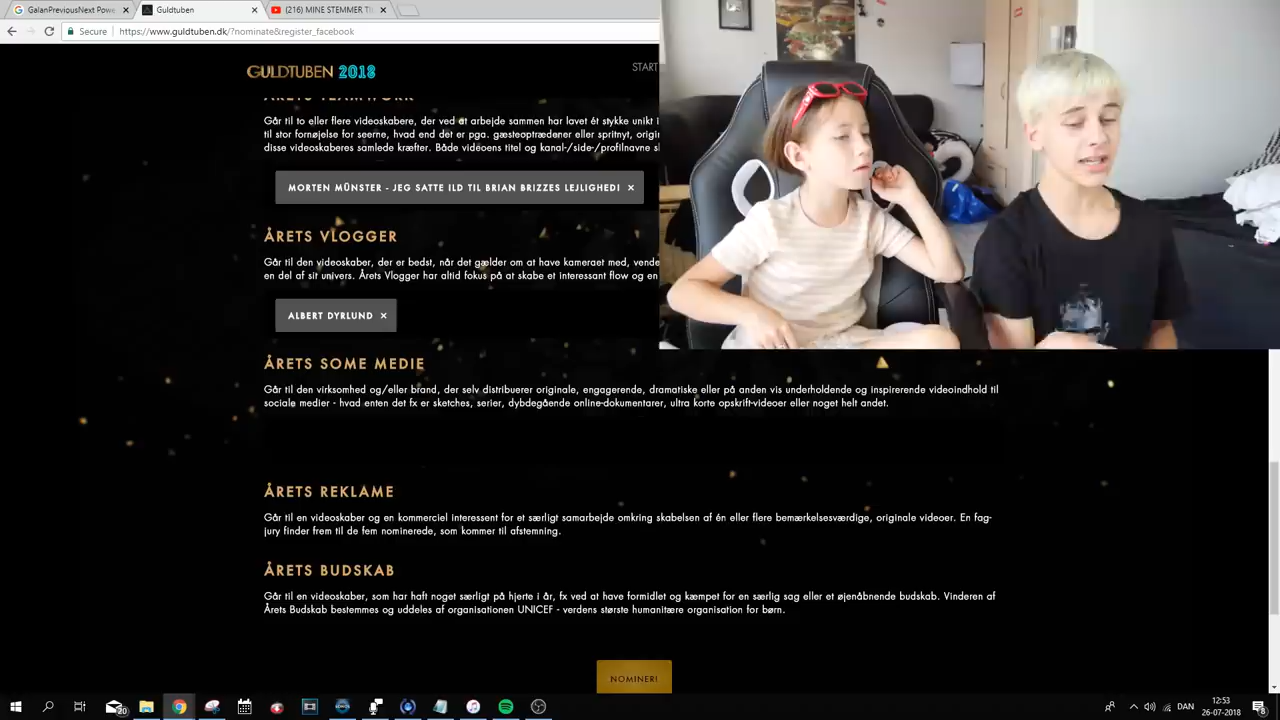 GalanPreviousNext Powe
Guldtuben
(216) MINE STEMMER TI
Secure
https://www.guldtuben.dk/?nominate&register_facebook
GULDTUBEN 2018
START
ÅRETS TEAMWORK
Går til to eller flere videoskabere, der ved at arbejde sammen har lavet ét stykke unikt i
til stor fornøjelse for seerne, hvad end det er pga. gæsteoptrædener eller spritnyt, origin
disse videoskaberes samlede kræfter. Både videoens titel og kanal-/side-/profilnavne sk
MORTEN MÜNSTER - JEG SATTE ILD TIL BRIAN BRIZZES LEJLIGHED! ×
ÅRETS VLOGGER
Går til den videoskaber, der er bedst, når det gælder om at have kameraet med, vende
en del af sit univers. Årets Vlogger har altid fokus på at skabe et interessant flow og en
ALBERT DYRLUND ×
ÅRETS SOME MEDIE
Går til den virksomhed og/eller brand, der selv distribuerer originale, engagerende, dramatiske eller på anden vis underholdende og inspirerende videoindhold til
sociale medier - hvad enten det fx er sketches, serier, dybdegående online-dokumentarer, ultra korte opskrift-videoer eller noget helt andet.
ÅRETS REKLAME
Går til en videoskaber og en kommerciel interessent for et særligt samarbejde omkring skabelsen af én eller flere bemærkelsesværdige, originale videoer. En fag-
jury finder frem til de fem nominerede, som kommer til afstemning.
ÅRETS BUDSKAB
Går til en videoskaber, som har haft noget særligt på hjerte i år, fx ved at have formidlet og kæmpet for en særlig sag eller et øjenåbnende budskab. Vinderen af
Årets Budskab bestemmes og uddeles af organisationen UNICEF - verdens største humanitære organisation for børn.
NOMINER!
20
DAN
12:53
26-07-2018
8